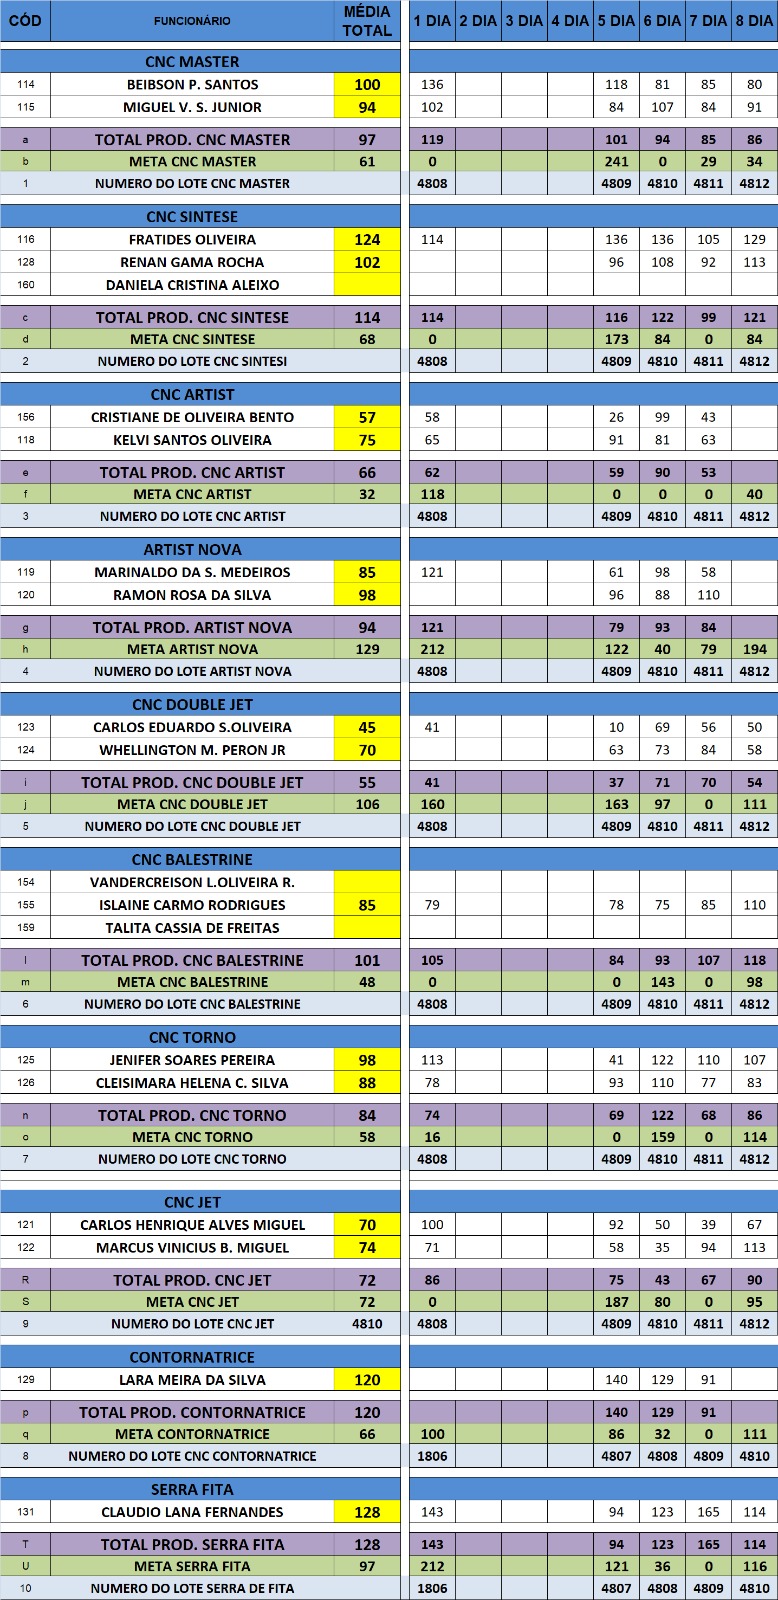 CÓD FUNCIONÁRIO MÉDIA TOTAL 1 DIA 2 DIA 3 DIA 4 DIA 5 DIA 6 DIA 7 DIA 8 DIA
CNC MASTER
114 BEIBSON P. SANTOS 100 136 118 81 85 80
115 MIGUEL V. S. JUNIOR 94 102 84 107 84 91
a TOTAL PROD. CNC MASTER 97 119 101 94 85 86
b META CNC MASTER 61 0 241 0 29 34
1 NUMERO DO LOTE CNC MASTER 4808 4809 4810 4811 4812
CNC SINTESE
116 FRATIDES OLIVEIRA 124 114 136 136 105 129
128 RENAN GAMA ROCHA 102 96 108 92 113
160 DANIELA CRISTINA ALEIXO
c TOTAL PROD. CNC SINTESE 114 114 116 122 99 121
d META CNC SINTESE 68 0 173 84 0 84
2 NUMERO DO LOTE CNC SINTESI 4808 4809 4810 4811 4812
CNC ARTIST
156 CRISTIANE DE OLIVEIRA BENTO 57 58 26 99 43
118 KELVI SANTOS OLIVEIRA 75 65 91 81 63
e TOTAL PROD. CNC ARTIST 66 62 59 90 53
f META CNC ARTIST 32 118 0 0 0 40
3 NUMERO DO LOTE CNC ARTIST 4808 4809 4810 4811 4812
ARTIST NOVA
119 MARINALDO DA S. MEDEIROS 85 121 61 98 58
120 RAMON ROSA DA SILVA 98 96 88 110
g TOTAL PROD. ARTIST NOVA 94 121 79 93 84
h META ARTIST NOVA 129 212 122 40 79 194
4 NUMERO DO LOTE ARTIST NOVA 4808 4809 4810 4811 4812
CNC DOUBLE JET
123 CARLOS EDUARDO S.OLIVEIRA 45 41 10 69 56 50
124 WHELLINGTON M. PERON JR 70 63 73 84 58
i TOTAL PROD. CNC DOUBLE JET 55 41 37 71 70 54
j META CNC DOUBLE JET 106 160 163 97 0 111
5 NUMERO DO LOTE CNC DOUBLE JET 4808 4809 4810 4811 4812
CNC BALESTRINE
154 VANDERCREISON L.OLIVEIRA R.
155 ISLAINE CARMO RODRIGUES 85 79 78 75 85 110
159 TALITA CASSIA DE FREITAS
l TOTAL PROD. CNC BALESTRINE 101 105 84 93 107 118
m META CNC BALESTRINE 48 0 0 143 0 98
6 NUMERO DO LOTE CNC BALESTRINE 4808 4809 4810 4811 4812
CNC TORNO
125 JENIFER SOARES PEREIRA 98 113 41 122 110 107
126 CLEISIMARA HELENA C. SILVA 88 78 93 110 77 83
n TOTAL PROD. CNC TORNO 84 74 69 122 68 86
o META CNC TORNO 58 16 0 159 0 114
7 NUMERO DO LOTE CNC TORNO 4808 4809 4810 4811 4812
CNC JET
121 CARLOS HENRIQUE ALVES MIGUEL 70 100 92 50 39 67
122 MARCUS VINICIUS B. MIGUEL 74 71 58 35 94 113
R TOTAL PROD. CNC JET 72 86 75 43 67 90
S META CNC JET 72 0 187 80 0 95
9 NUMERO DO LOTE CNC JET 4810 4808 4809 4810 4811 4812
CONTORNATRICE
129 LARA MEIRA DA SILVA 120 140 129 91
p TOTAL PROD. CONTORNATRICE 120 140 129 91
q META CONTORNATRICE 66 100 86 32 0 111
8 NUMERO DO LOTE CNC CONTORNATRICE 1806 4807 4808 4809 4810
SERRA FITA
131 CLAUDIO LANA FERNANDES 128 143 94 123 165 114
T TOTAL PROD. SERRA FITA 128 143 94 123 165 114
U META SERRA FITA 97 212 121 36 0 116
10 NUMERO DO LOTE SERRA DE FITA 1806 4807 4808 4809 4810